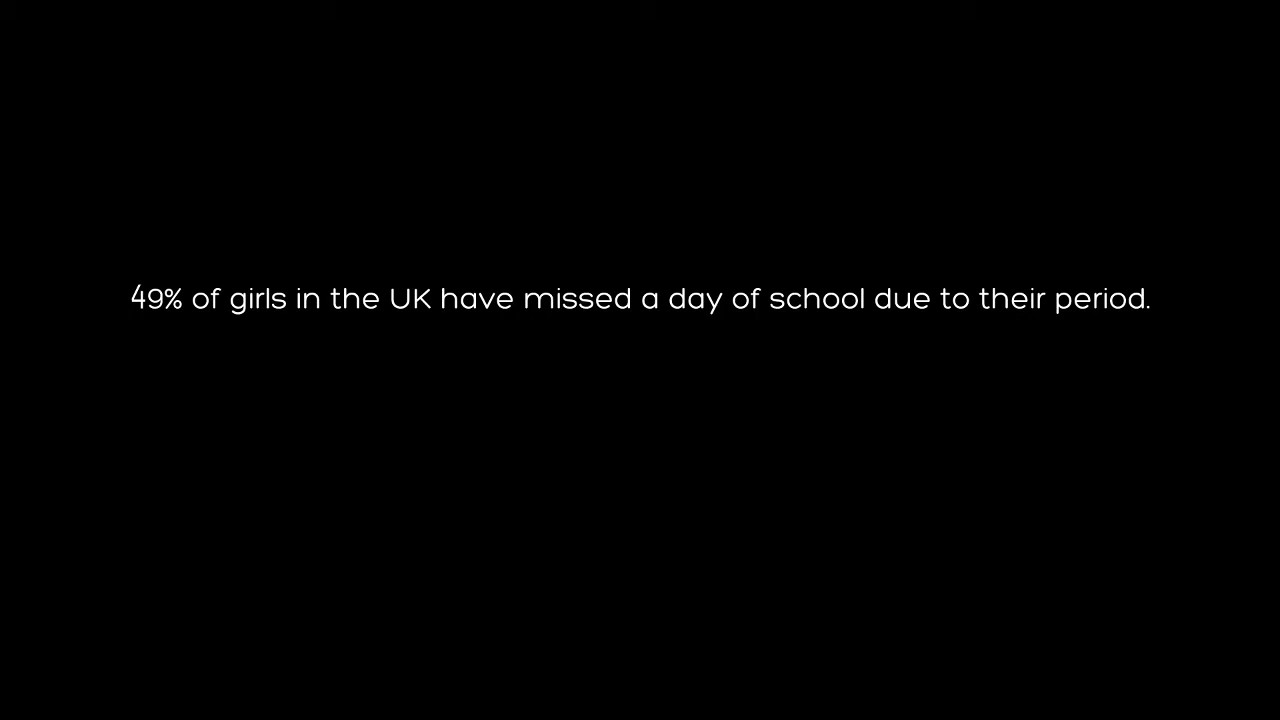 49% of girls in the UK have missed a day of school due to their period.